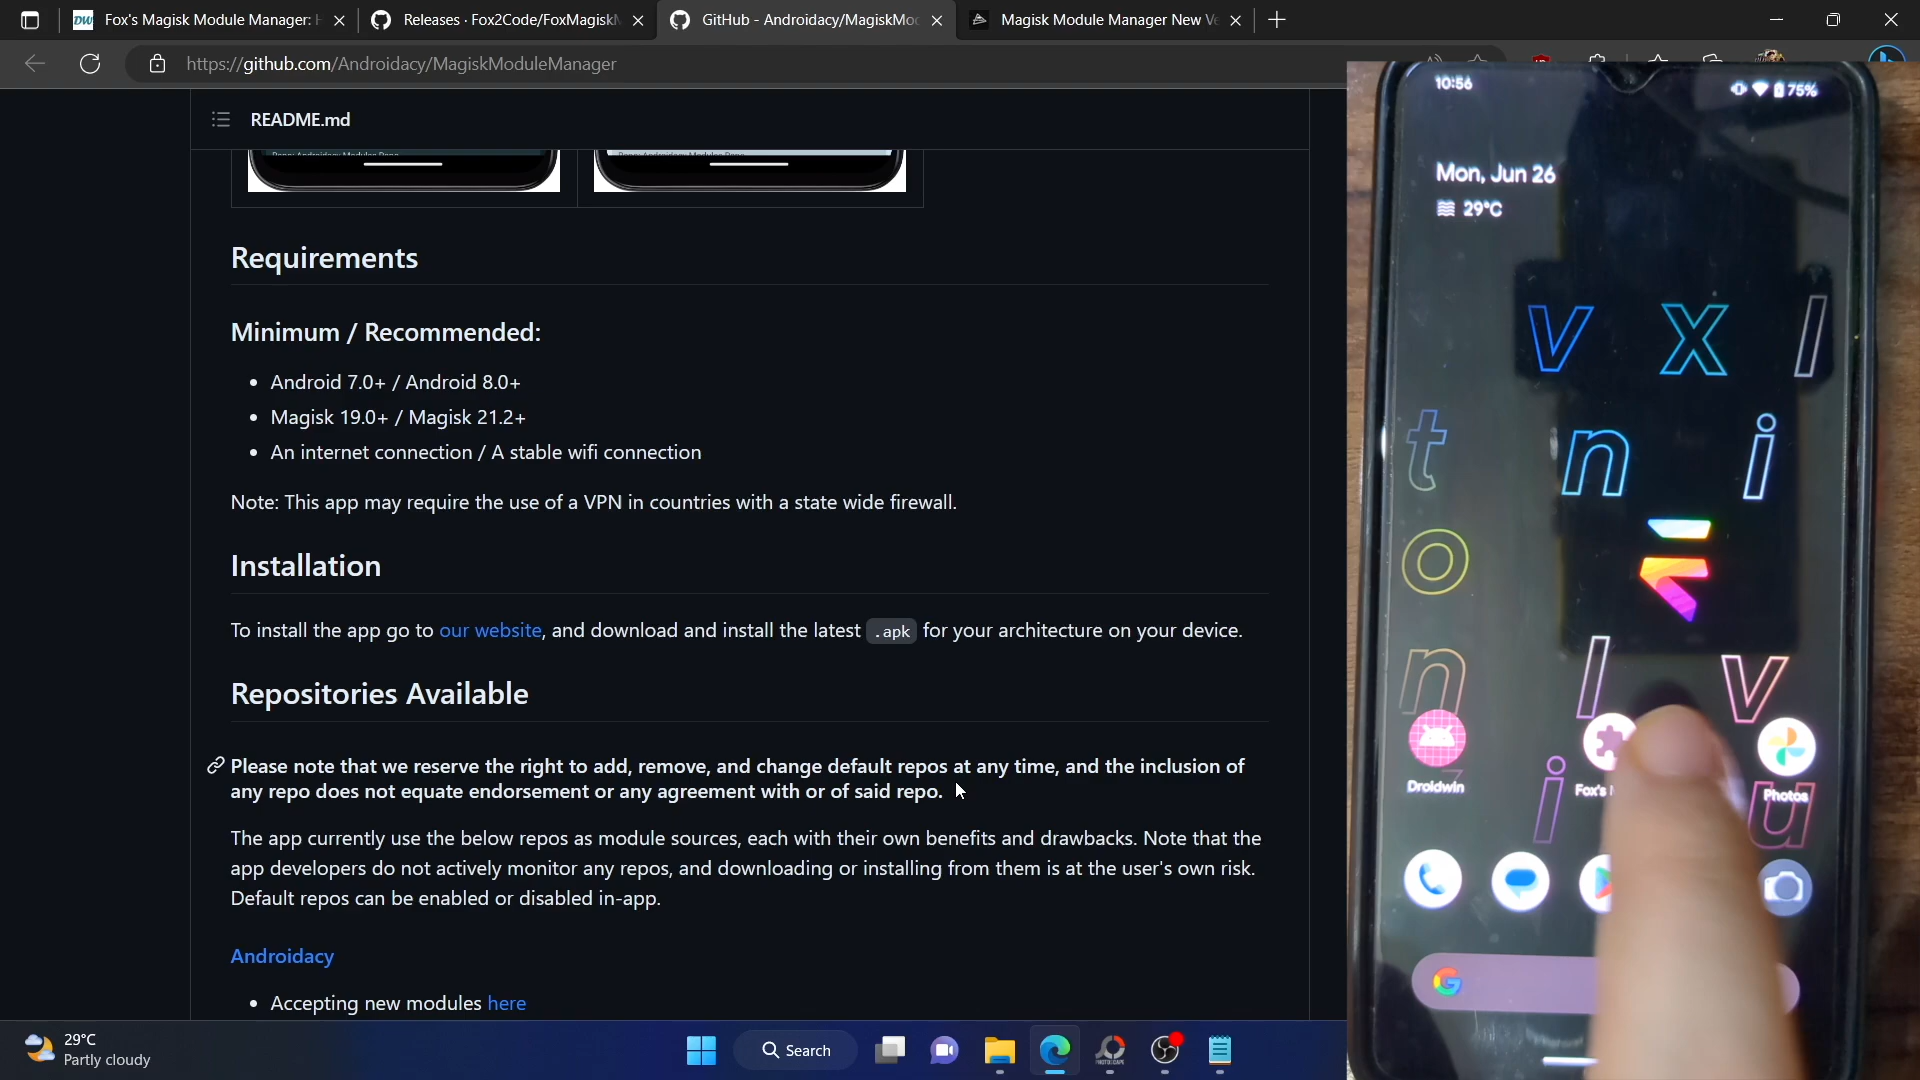 Fox's Magisk Module Manager:
Releases · Fox2Code/FoxMagisk
GitHub - Androidacy/MagiskMod
Magisk Module Manager New Ve
https://github.com/Androidacy/MagiskModuleManager
README.md
Requirements
Minimum / Recommended:
• Android 7.0+ / Android 8.0+
• Magisk 19.0+ / Magisk 21.2+
• An internet connection / A stable wifi connection
Note: This app may require the use of a VPN in countries with a state wide firewall.
Installation
To install the app go to our website, and download and install the latest .apk for your architecture on your device.
Repositories Available
Please note that we reserve the right to add, remove, and change default repos at any time, and the inclusion of
any repo does not equate endorsement or any agreement with or of said repo.
The app currently use the below repos as module sources, each with their own benefits and drawbacks. Note that the
app developers do not actively monitor any repos, and downloading or installing from them is at the user's own risk.
Default repos can be enabled or disabled in-app.
Androidacy
• Accepting new modules here
29°C
Partly cloudy
Search
10:56
75%
Mon, Jun 26
29°C
v x l
t n i
o
n l v
i u
Droidwin
Fox's
Photos